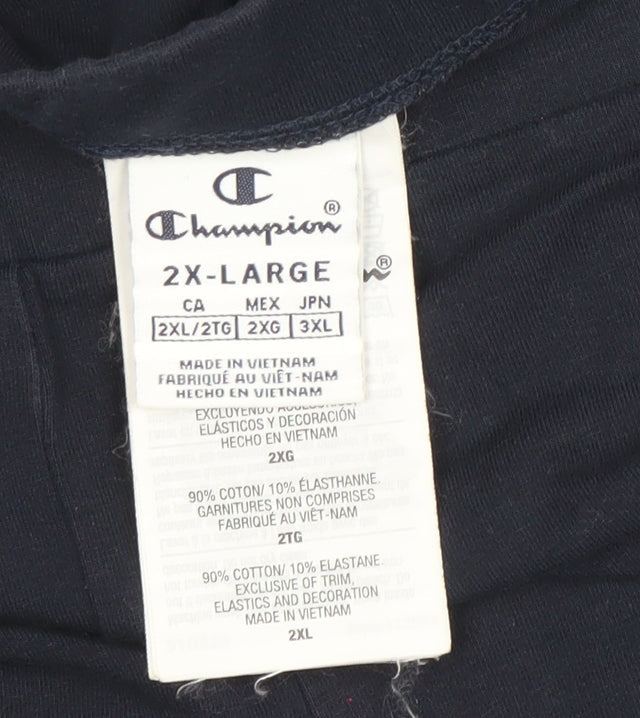 Champion®
2X-LARGE
CA MEX JPN
2XL/2TG 2XG 3XL
MADE IN VIETNAM
FABRIQUÉ AU VIÊT-NAM
HECHO EN VIETNAM
EXCLUYENDO
ELÁSTICOS Y DECORACIÓN
HECHO EN VIETNAM
2XG
90% COTON/ 10% ÉLASTHANNE.
GARNITURES NON COMPRISES
FABRIQUÉ AU VIÊT-NAM
2TG
90% COTTON/ 10% ELASTANE.
EXCLUSIVE OF TRIM,
ELASTICS AND DECORATION
MADE IN VIETNAM
2XL